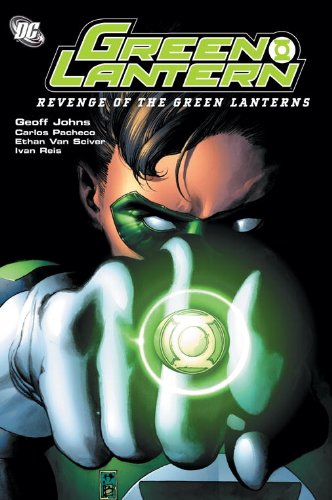 DC
GREEN
LANTERN
REVENGE OF THE GREEN LANTERNS
Geoff Johns
Carlos Pacheco
Ethan Van Sciver
Ivan Reis